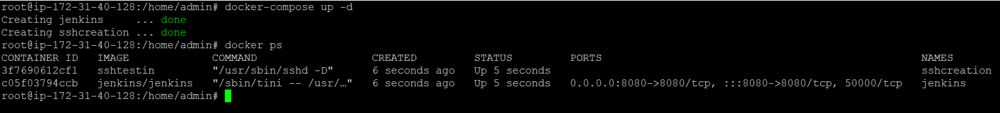 root@ip-172-31-40-128:/home/admin# docker-compose up -d
Creating jenkins     ... done
Creating sshcreation ... done
root@ip-172-31-40-128:/home/admin# docker ps
CONTAINER ID   IMAGE             COMMAND                  CREATED         STATUS         PORTS                                                  NAMES
3f7690612cf1   sshtestin         "/usr/sbin/sshd -D"      6 seconds ago   Up 5 seconds                                                          sshcreation
c05f03794ccb   jenkins/jenkins   "/sbin/tini -- /usr/…"   6 seconds ago   Up 5 seconds   0.0.0.0:8080->8080/tcp, :::8080->8080/tcp, 50000/tcp   jenkins
root@ip-172-31-40-128:/home/admin#